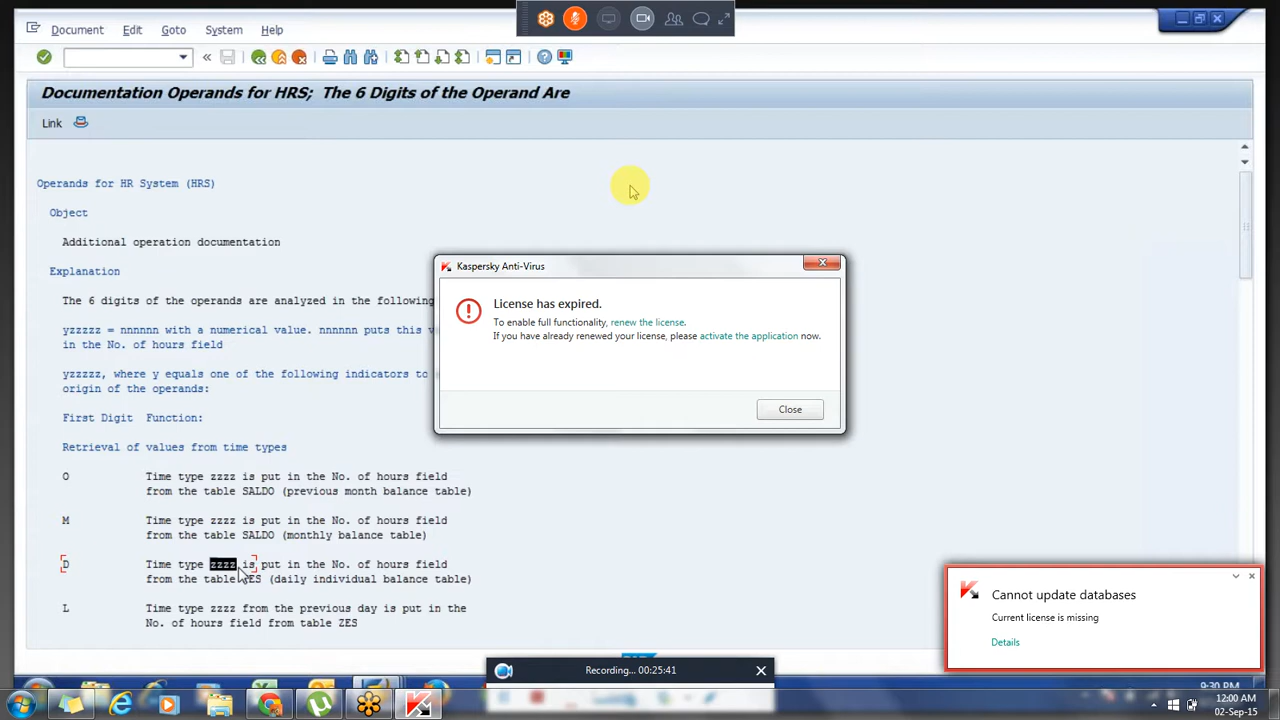 Document Edit Goto System Help
Documentation Operands for HRS; The 6 Digits of the Operand Are
Link
Operands for HR System (HRS)
Object
Additional operation documentation
Explanation
The 6 digits of the operands are analyzed in the following
yzzzzz = nnnnnn with a numerical value. nnnnnn puts this v
in the No. of hours field
yzzzzz, where y equals one of the following indicators to
origin of the operands:
First Digit Function:
Retrieval of values from time types
O Time type zzzz is put in the No. of hours field
from the table SALDO (previous month balance table)
M Time type zzzz is put in the No. of hours field
from the table SALDO (monthly balance table)
D Time type zzzz is put in the No. of hours field
from the table ZES (daily individual balance table)
L Time type zzzz from the previous day is put in the
No. of hours field from table ZES
Kaspersky Anti-Virus
License has expired.
To enable full functionality, renew the license.
If you have already renewed your license, please activate the application now.
Close
Cannot update databases
Current license is missing
Details
Recording... 00:25:41
9:30 PM
12:00 AM
02-Sep-15